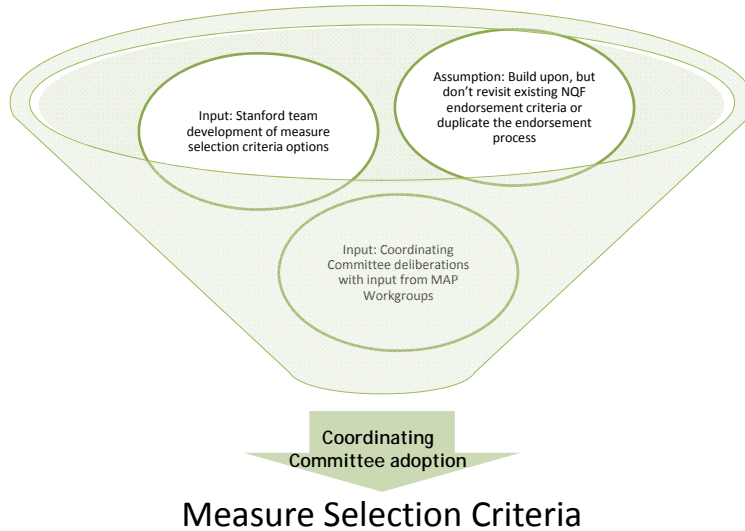 Input: Stanford team
development of measure
selection criteria options
Assumption: Build upon, but
don't revisit existing NQF
endorsement criteria or
duplicate the endorsement
process
Input: Coordinating
Committee deliberations
with input from MAP
Workgroups
Coordinating
Committee adoption
Measure Selection Criteria